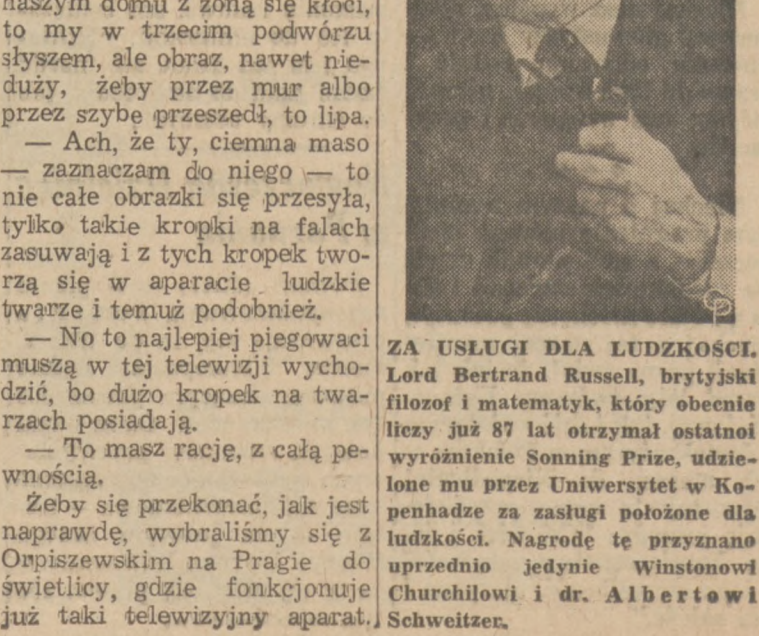 naszym domu z żoną się kłóci,
to my w trzecim podwórzu
słyszem, ale obraz, nawet nie-
duży, żeby przez mur albo
przez szybę przeszedł, to lipa.
— Ach, że ty, ciemna maso
— zaznaczam do niego — to
nie całe obrazki się przesyła,
tylko takie kropki na falach
zasuwają i z tych kropek two-
rzą się w aparacie ludzkie
twarze i temuż podobnież.
— No to najlepiej piegowaci
muszą w tej telewizji wycho-
dzić, bo dużo kropek na twa-
rzach posiadają.
— To masz rację, z całą pe-
wnością.
Żeby się przekonać, jak jest
naprawdę, wybraliśmy się z
Orpiszewskim na Pragie do
świetlicy, gdzie fonkcjonuje
już taki telewizyjny aparat.
ZA USŁUGI DLA LUDZKOŚCI.
Lord Bertrand Russell, brytyjski
filozof i matematyk, który obecnie
liczy już 87 lat otrzymał ostatnoi
wyróżnienie Sonning Prize, udzie-
lone mu przez Uniwersytet w Ko-
penhadze za zasługi położone dla
ludzkości. Nagrodę tę przyznano
uprzednio jedynie Winstonowi
Churchilowi i dr. Albertowi
Schweitzer.